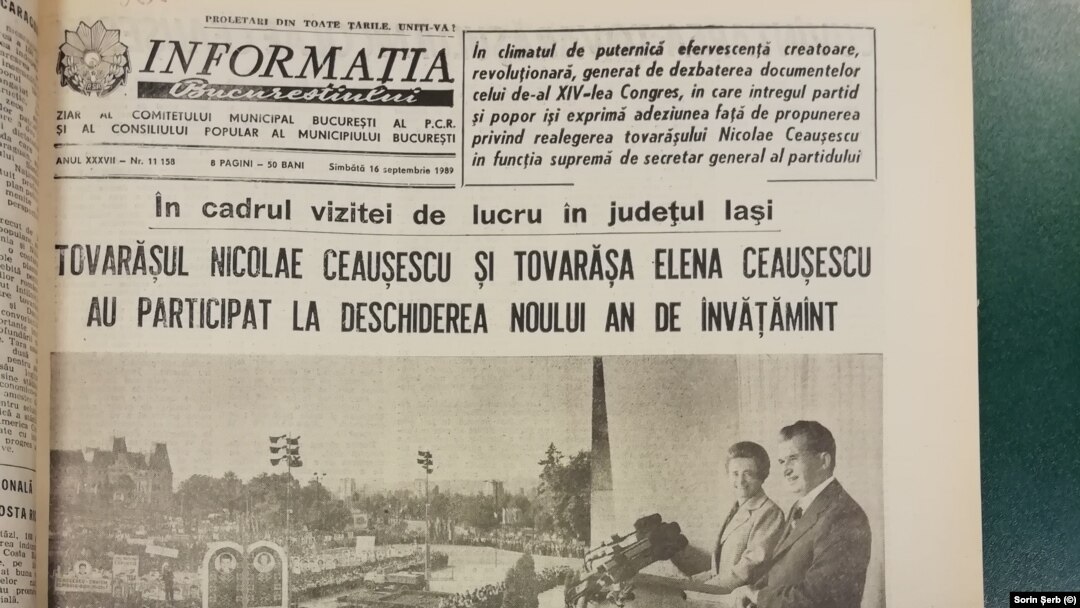 PROLETARI DIN TOATE ȚĂRILE, UNIȚI-VĂ!
INFORMAȚIA
Bucureștiului
ZIAR AL COMITETULUI MUNICIPAL BUCUREȘTI AL P.C.R.
ȘI AL CONSILIULUI POPULAR AL MUNICIPIULUI BUCUREȘTI
ANUL XXXVII – Nr. 11 158 8 PAGINI – 50 BANI Sîmbătă 16 septembrie 1989
În climatul de puternică efervescență creatoare,
revoluționară, generat de dezbaterea documentelor
celui de-al XIV-lea Congres, în care întregul partid
și popor își exprimă adeziunea față de propunerea
privind realegerea tovarășului Nicolae Ceaușescu
în funcția supremă de secretar general al partidului
În cadrul vizitei de lucru în județul Iași
TOVARĂȘUL NICOLAE CEAUȘESCU ȘI TOVARĂȘA ELENA CEAUȘESCU
AU PARTICIPAT LA DESCHIDEREA NOULUI AN DE ÎNVĂȚĂMÎNT
Sorin Șerb (©)